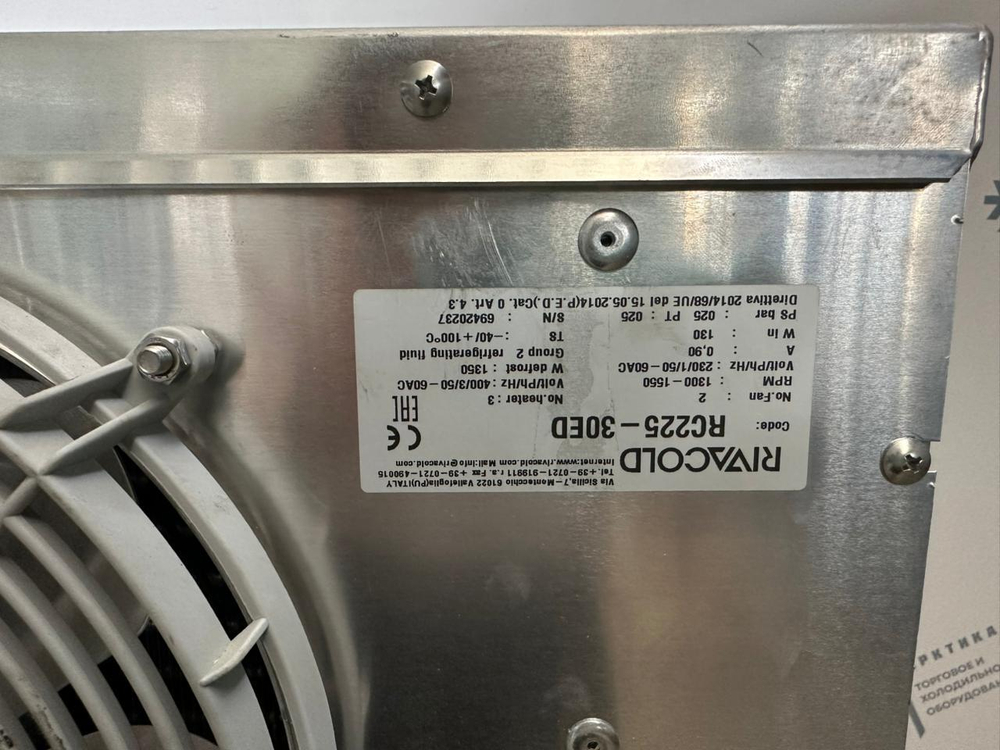 RIVACOLD
Via Sicilia,7-Montecchio 61022 Vallefoglia(PU)ITALY
Tel.+39-0721-919911 r.a. Fax +39-0721-490015
Internet:www.rivacold.com Mail:info@rivacold.com
Code: RC225-30ED
CE
EAC
No.Fan : 2 No.heater : 3
RPM 1300-1550 Volt/Ph/Hz : 400/3/50-60AC
Volt/Ph/Hz : 230/1/50-60AC W defrost : 1350
A : 0,90 Group 2 refrigerating fluid
W in : 130 TS : -40/+100°C
PS bar : 025 PT : 025 S/N : 69420237
Direttiva 2014/68/UE del 15.05.2014(P.E.D.)Cat. 0 Art. 4.3
АРКТИКА
ТОРГОВОЕ И
ХОЛОДИЛЬНО
ОБОРУДОВАН